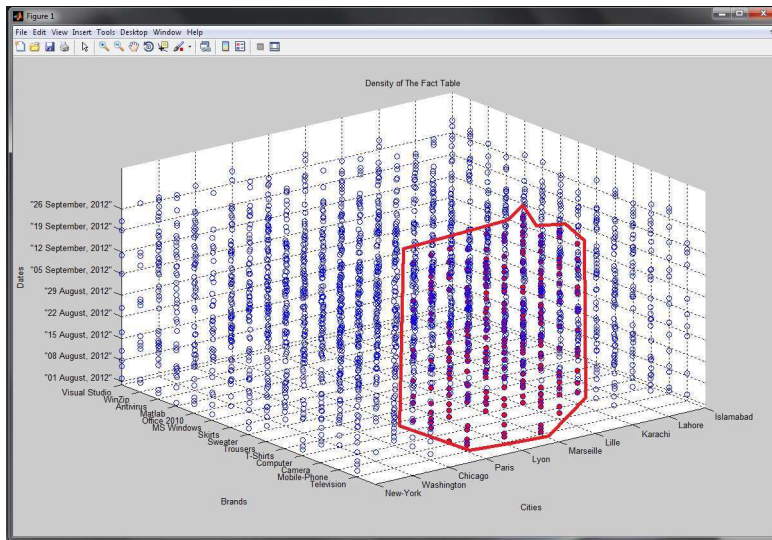 Figure 1
File Edit View Insert Tools Desktop Window Help
Density of The Fact Table
"26 September, 2012"
"19 September, 2012"
"12 September, 2012"
"05 September, 2012"
"29 August, 2012"
"22 August, 2012"
"15 August, 2012"
"08 August, 2012"
"01 August, 2012"
Dates
Visual Studio
WinZip
Antivirus
Matlab
Office 2010
MS Windows
Skirts
Sweater
Trousers
T-Shirts
Computer
Camera
Mobile-Phone
Television
Brands
New-York
Washington
Chicago
Paris
Lyon
Marseille
Lille
Karachi
Lahore
Islamabad
Cities